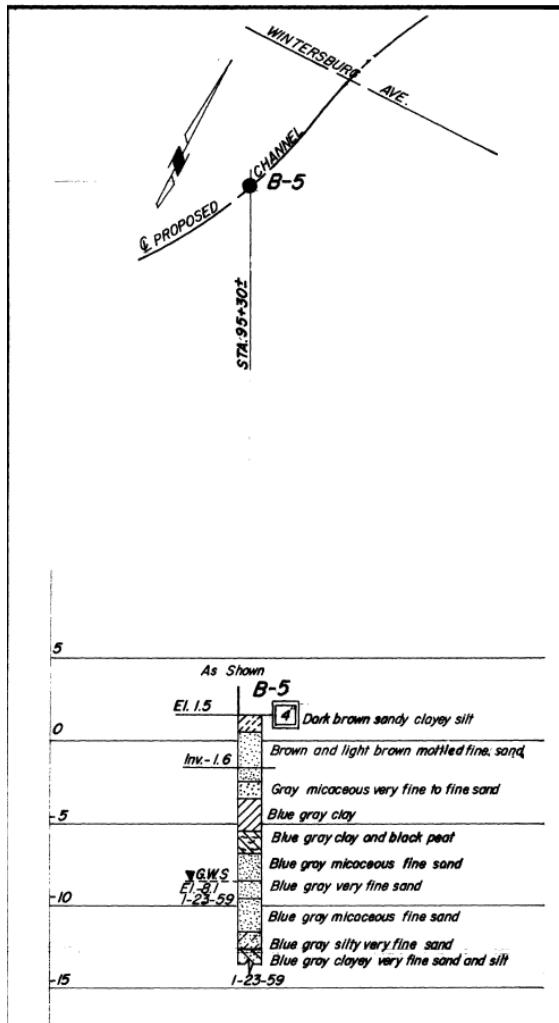 WINTERSBURG
AVE.
CHANNEL
B-5
℄ PROPOSED
STA. 95+30±
5
As Shown
B-5
El. 1.5
4"
Dark brown sandy clayey silt
0
Brown and light brown mottled fine sand
Inv.-1.6
Gray micaceous very fine to fine sand
-5
Blue gray clay
Blue gray clay and black peat
Blue gray micaceous fine sand
G.W.S
El.-8.1
Blue gray very fine sand
1-23-59
-10
Blue gray micaceous fine sand
Blue gray silty very fine sand
Blue gray clayey very fine sand and silt
1-23-59
-15